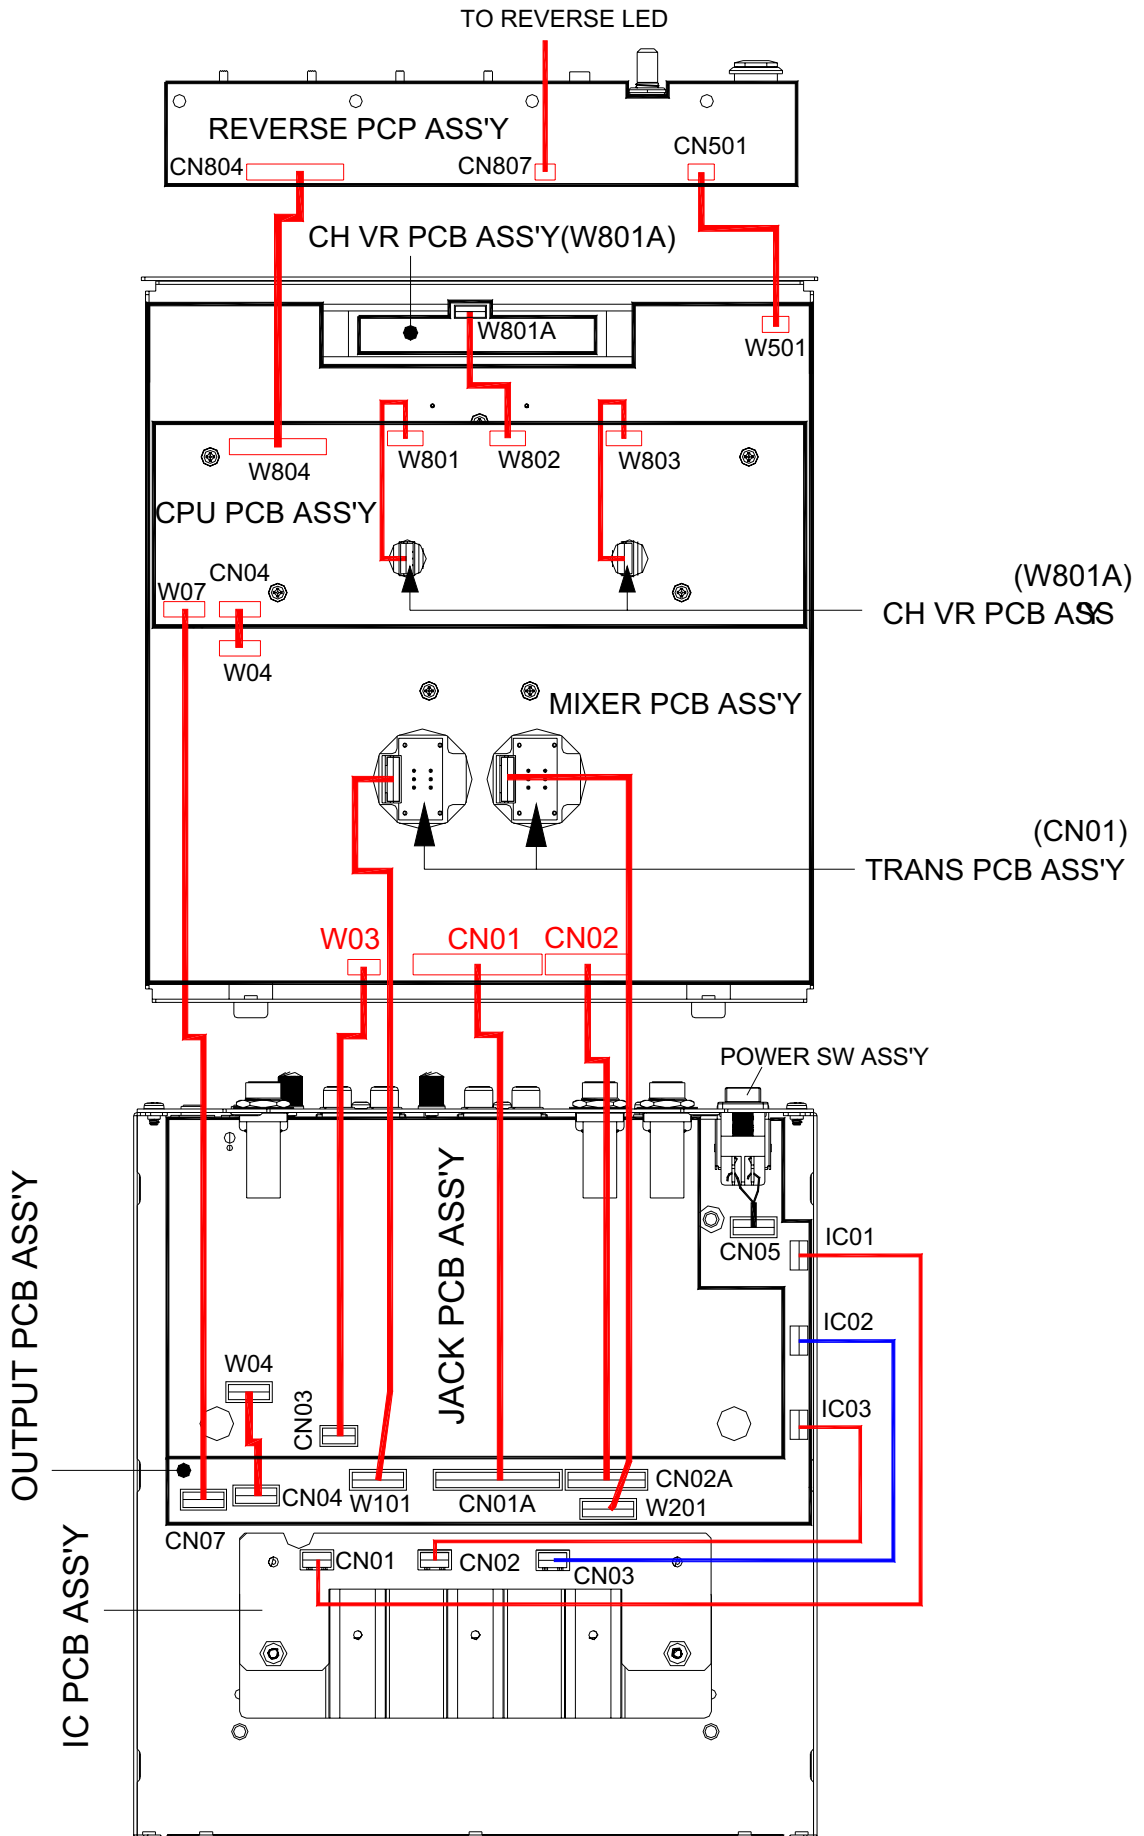 TO REVERSE LED
REVERSE PCP ASS'Y
CN804
CN807
CN501
CH VR PCB ASS'Y(W801A)
W801A
W501
W801
W802
W803
W804
CPU PCB ASS'Y
W07
CN04
W04
(W801A)
CH VR PCB ASS'Y
MIXER PCB ASS'Y
(CN01)
TRANS PCB ASS'Y
W03
CN01
CN02
POWER SW ASS'Y
OUTPUT PCB ASS'Y
JACK PCB ASS'Y
CN05
IC01
IC02
IC03
W04
CN03
CN07
CN04
W101
CN01A
CN02A
W201
IC PCB ASS'Y
CN01
CN02
CN03